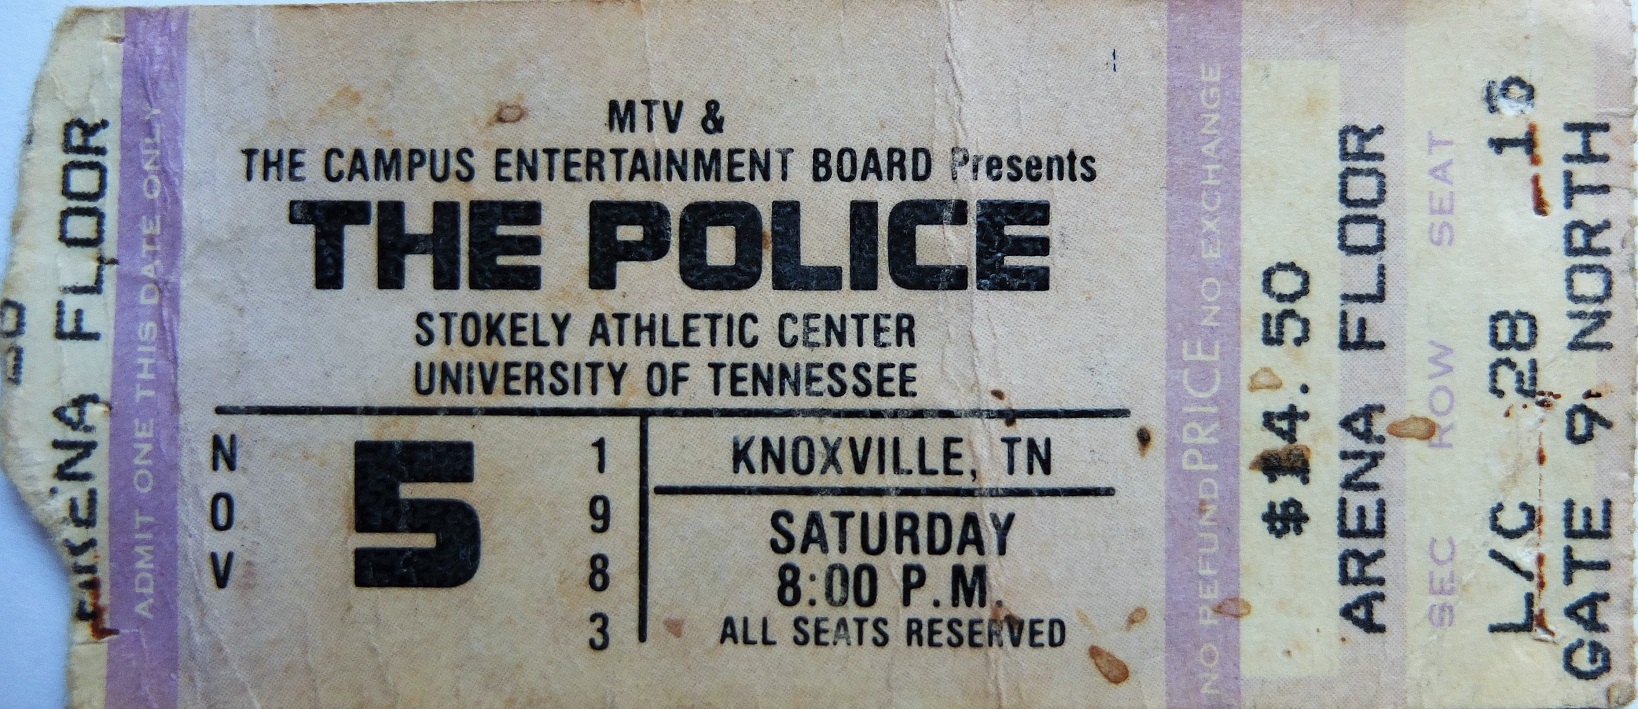 ARENA FLOOR
ADMIT ONE THIS DATE ONLY
MTV &
THE CAMPUS ENTERTAINMENT BOARD Presents
THE POLICE
STOKELY ATHLETIC CENTER
UNIVERSITY OF TENNESSEE
NOV
5
1983
KNOXVILLE, TN
SATURDAY
8:00 P.M.
ALL SEATS RESERVED
NO REFUND PRICE NO EXCHANGE
$14.50
ARENA FLOOR
SEC ROW SEAT
L/C 28
GATE 9 NORTH